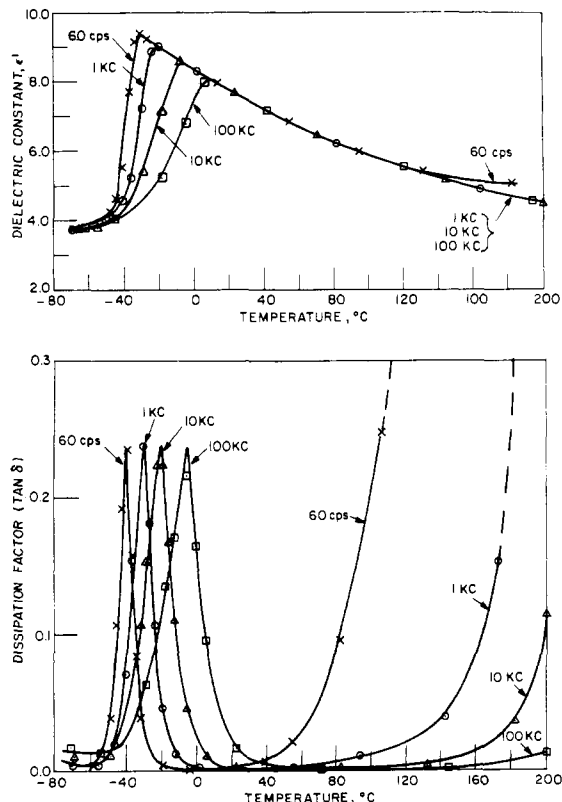 DIELECTRIC CONSTANT, ε'
10.0
8.0
6.0
4.0
2.0
60 cps
1 KC
10 KC
100 KC
60 cps
1 KC
10 KC
100 KC
-80 -40 0 40 80 120 160 200
TEMPERATURE, °C
DISSIPATION FACTOR (TAN δ)
0.3
0.2
0.1
0.0
60 cps
1 KC
10 KC
100 KC
60 cps
1 KC
10 KC
100 KC
-80 -40 0 40 80 120 160 200
TEMPERATURE, °C